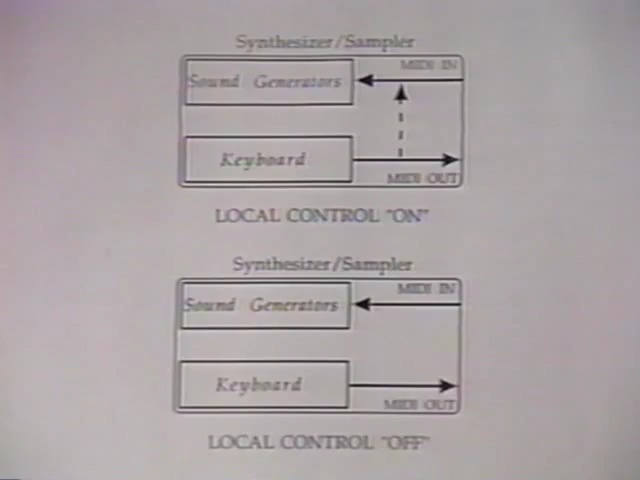 Synthesizer/Sampler
MIDI IN
Sound Generators
Keyboard
MIDI OUT
LOCAL CONTROL "ON"
Synthesizer/Sampler
MIDI IN
Sound Generators
Keyboard
MIDI OUT
LOCAL CONTROL "OFF"